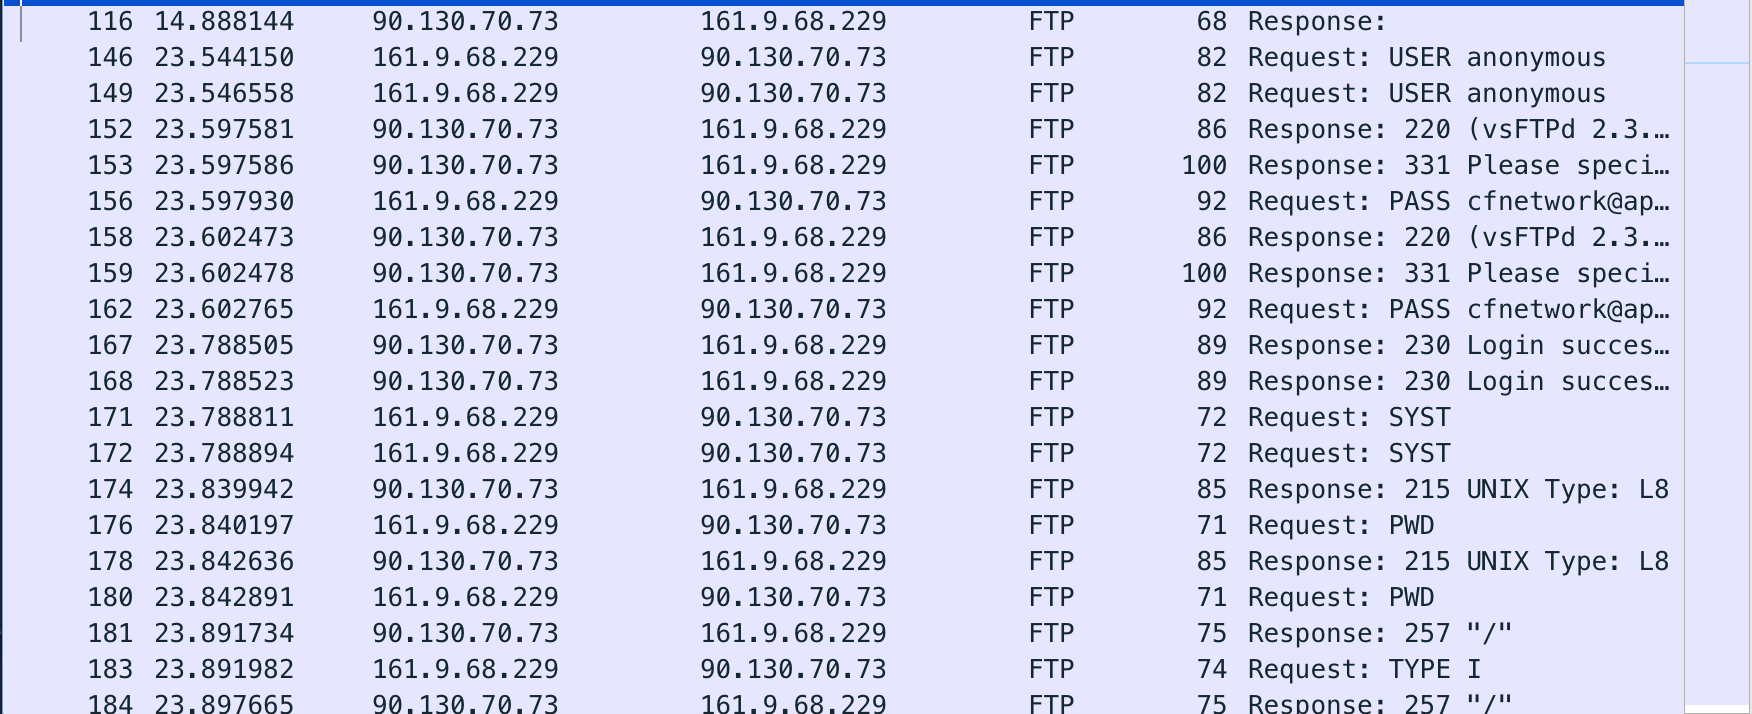 116 14.888144 90.130.70.73 161.9.68.229 FTP 68 Response:
146 23.544150 161.9.68.229 90.130.70.73 FTP 82 Request: USER anonymous
149 23.546558 161.9.68.229 90.130.70.73 FTP 82 Request: USER anonymous
152 23.597581 90.130.70.73 161.9.68.229 FTP 86 Response: 220 (vsFTPd 2.3.…
153 23.597586 90.130.70.73 161.9.68.229 FTP 100 Response: 331 Please speci…
156 23.597930 161.9.68.229 90.130.70.73 FTP 92 Request: PASS cfnetwork@ap…
158 23.602473 90.130.70.73 161.9.68.229 FTP 86 Response: 220 (vsFTPd 2.3.…
159 23.602478 90.130.70.73 161.9.68.229 FTP 100 Response: 331 Please speci…
162 23.602765 161.9.68.229 90.130.70.73 FTP 92 Request: PASS cfnetwork@ap…
167 23.788505 90.130.70.73 161.9.68.229 FTP 89 Response: 230 Login succes…
168 23.788523 90.130.70.73 161.9.68.229 FTP 89 Response: 230 Login succes…
171 23.788811 161.9.68.229 90.130.70.73 FTP 72 Request: SYST
172 23.788894 161.9.68.229 90.130.70.73 FTP 72 Request: SYST
174 23.839942 90.130.70.73 161.9.68.229 FTP 85 Response: 215 UNIX Type: L8
176 23.840197 161.9.68.229 90.130.70.73 FTP 71 Request: PWD
178 23.842636 90.130.70.73 161.9.68.229 FTP 85 Response: 215 UNIX Type: L8
180 23.842891 161.9.68.229 90.130.70.73 FTP 71 Request: PWD
181 23.891734 90.130.70.73 161.9.68.229 FTP 75 Response: 257 "/"
183 23.891982 161.9.68.229 90.130.70.73 FTP 74 Request: TYPE I
184 23.897665 90.130.70.73 161.9.68.229 FTP 75 Response: 257 "/"